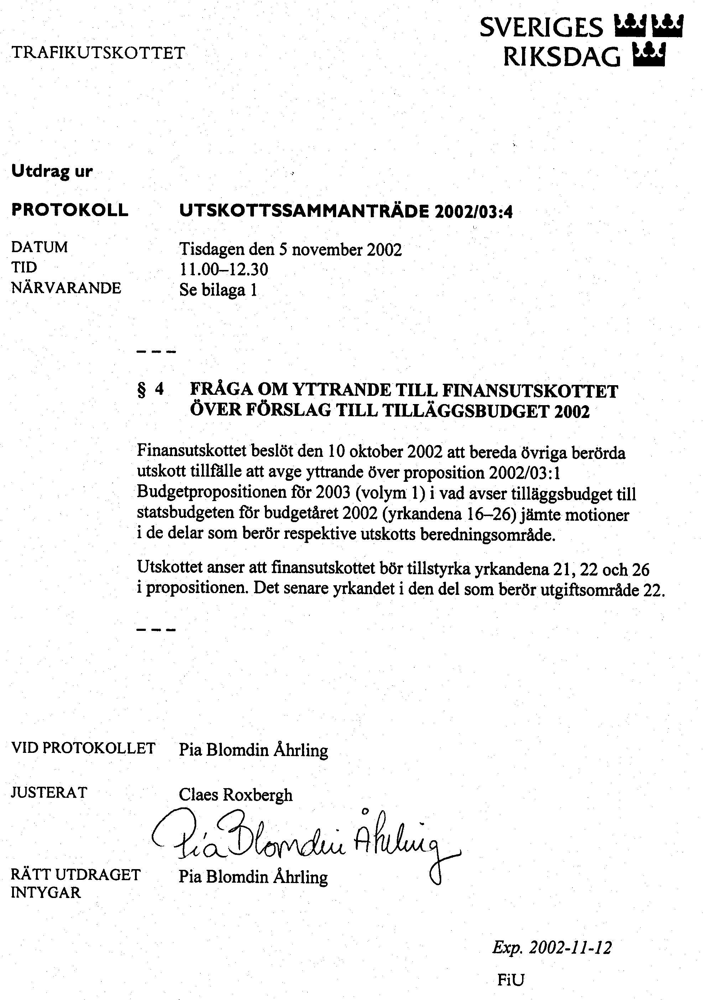 SVERIGES
RIKSDAG
TRAFIKUTSKOTTET
Utdrag ur
PROTOKOLL UTSKOTTSSAMMANTRÄDE 2002/03:4
DATUM Tisdagen den 5 november 2002
TID 11.00–12.30
NÄRVARANDE Se bilaga 1
– – –
§ 4 FRÅGA OM YTTRANDE TILL FINANSUTSKOTTET
ÖVER FÖRSLAG TILL TILLÄGGSBUDGET 2002
Finansutskottet beslöt den 10 oktober 2002 att bereda övriga berörda
utskott tillfälle att avge yttrande över proposition 2002/03:1
Budgetpropositionen för 2003 (volym 1) i vad avser tilläggsbudget till
statsbudgeten för budgetåret 2002 (yrkandena 16–26) jämte motioner
i de delar som berör respektive utskotts beredningsområde.
Utskottet anser att finansutskottet bör tillstyrka yrkandena 21, 22 och 26
i propositionen. Det senare yrkandet i den del som berör utgiftsområde 22.
– – –
VID PROTOKOLLET Pia Blomdin Åhrling
JUSTERAT Claes Roxbergh
Pia Blomdin Åhrling
RÄTT UTDRAGET Pia Blomdin Åhrling
INTYGAR
Exp. 2002-11-12
FiU